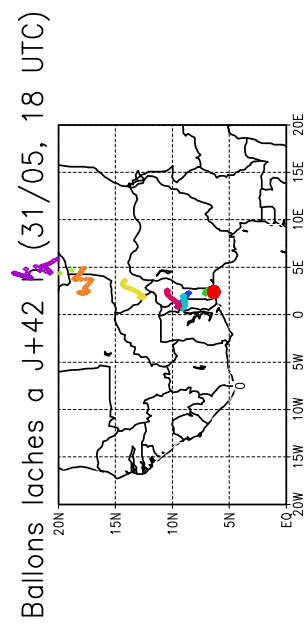 Ballons laches a J+42 (31/05, 18 UTC)
20N
15N
10N
5N
EQ
0
20W 15W 10W 5W 0 5E 10E 15E 20E